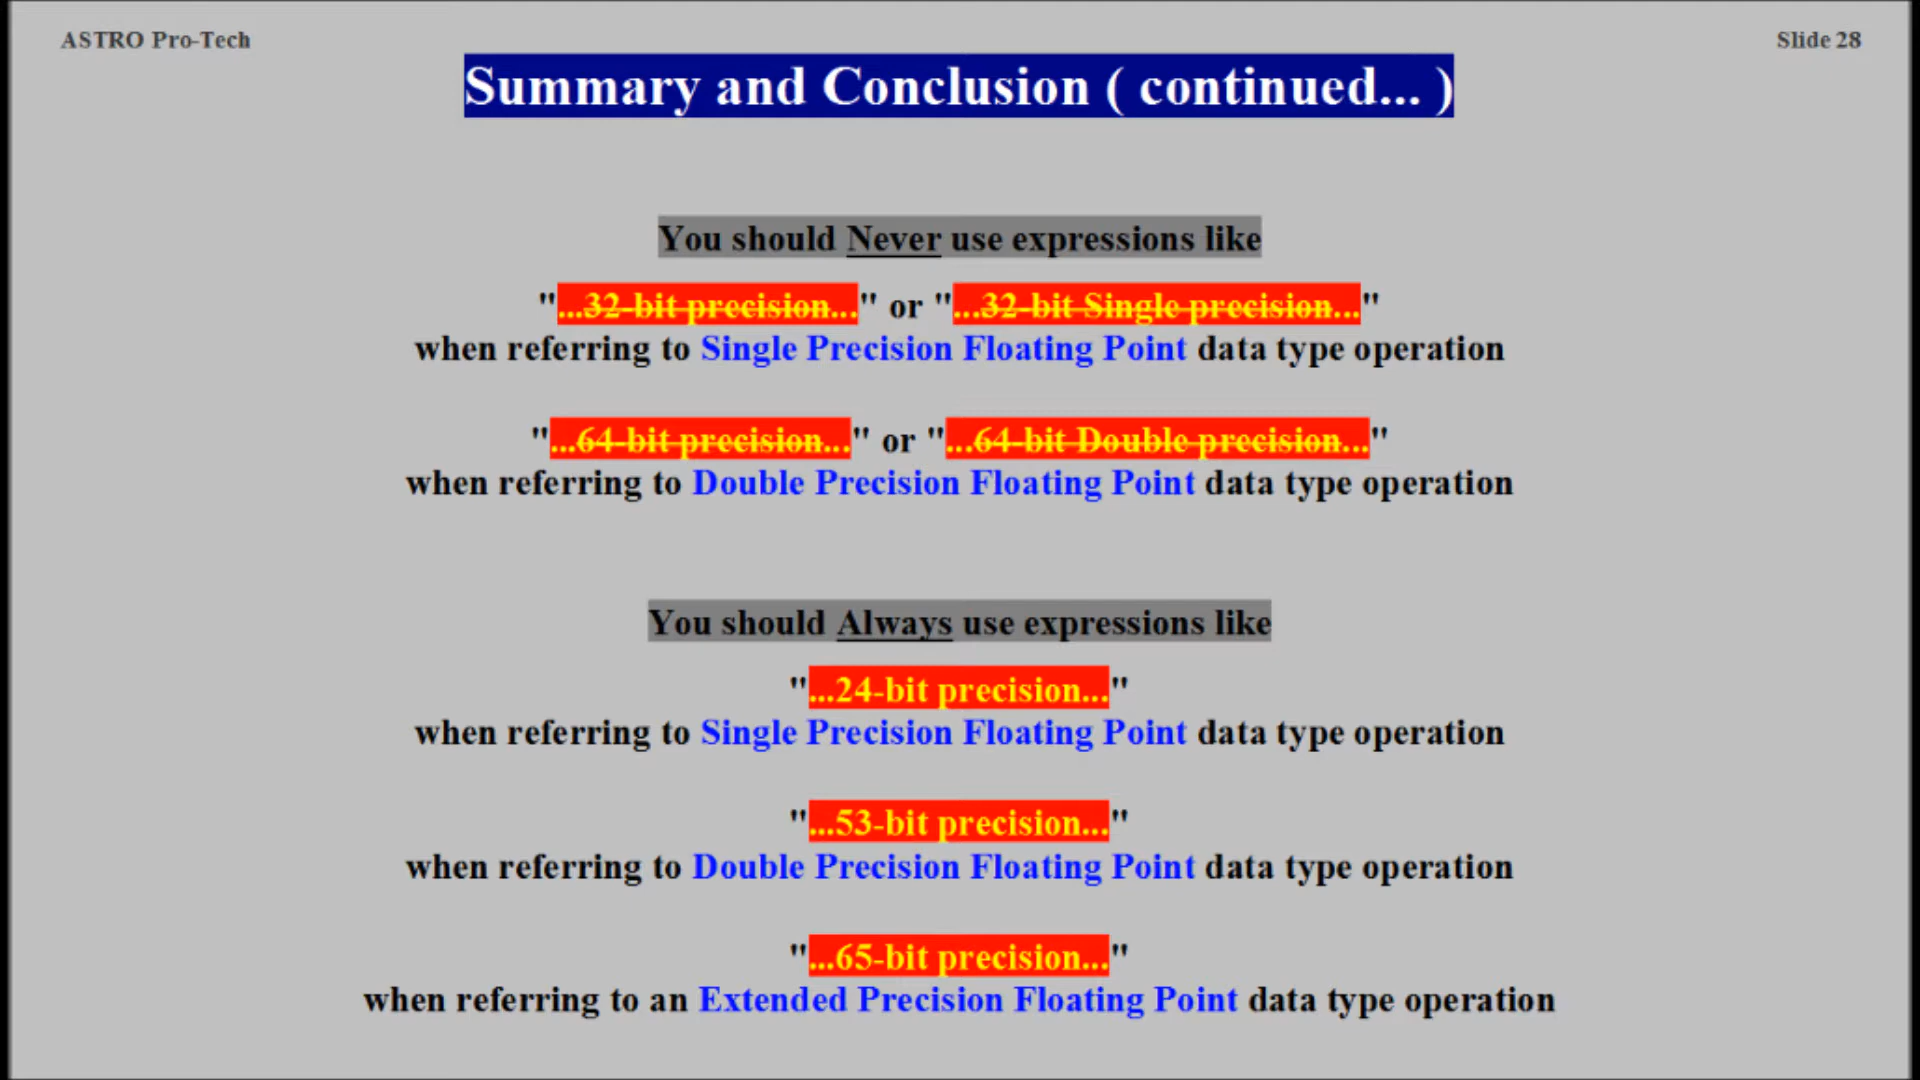 ASTRO Pro-Tech
Slide 28
Summary and Conclusion ( continued... )
You should Never use expressions like
"...32-bit precision..." or "...32-bit Single precision..."
when referring to Single Precision Floating Point data type operation
"...64-bit precision..." or "...64-bit Double precision..."
when referring to Double Precision Floating Point data type operation
You should Always use expressions like
"...24-bit precision..."
when referring to Single Precision Floating Point data type operation
"...53-bit precision..."
when referring to Double Precision Floating Point data type operation
"...65-bit precision..."
when referring to an Extended Precision Floating Point data type operation